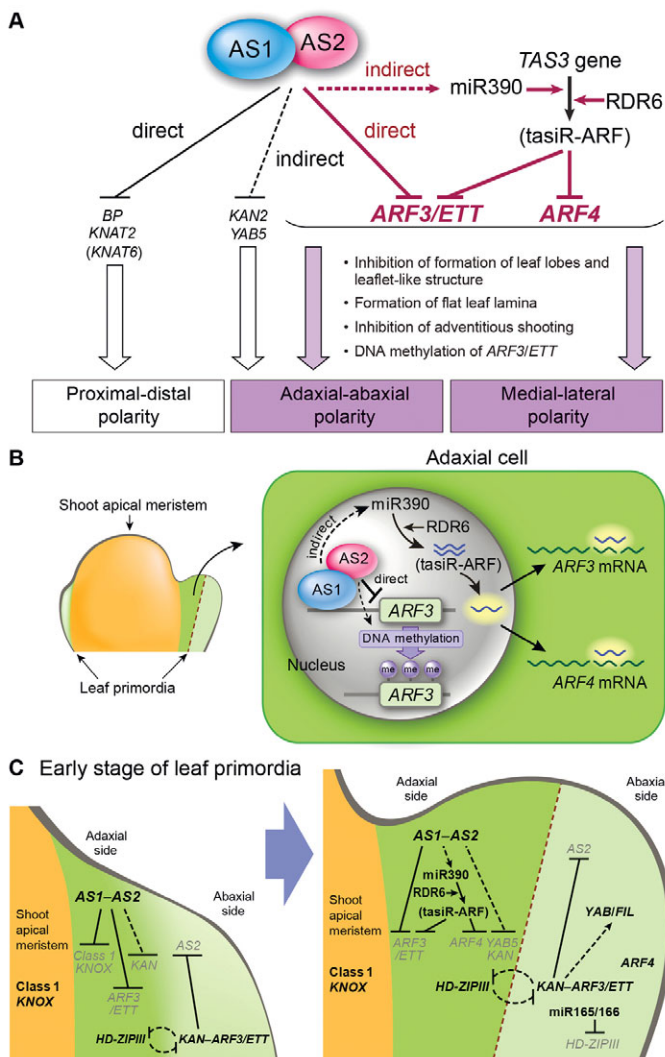 A
AS1
AS2
indirect
miR390
TAS3 gene
RDR6
direct
direct
indirect
(tasiR-ARF)
BP
KNAT2
(KNAT6)
KAN2
YAB5
ARF3/ETT
ARF4
• Inhibition of formation of leaf lobes and
leaflet-like structure
• Formation of flat leaf lamina
• Inhibition of adventitious shooting
• DNA methylation of ARF3/ETT
Proximal-distal
polarity
Adaxial-abaxial
polarity
Medial-lateral
polarity
B
Adaxial cell
Shoot apical meristem
Leaf primordia
miR390
indirect
RDR6
AS2
AS1
(tasiR-ARF)
direct
ARF3
DNA methylation
Nucleus
me me me
ARF3
ARF3 mRNA
ARF4 mRNA
C Early stage of leaf primordia
Adaxial
side
Abaxial
side
AS1–AS2
Shoot
apical
meristem
Class 1
KNOX
Class 1
KNOX
KAN
AS2
ARF3
/ETT
HD-ZIPIII
KAN–ARF3/ETT
Adaxial
side
Abaxial
side
AS1–AS2
miR390
RDR6
(tasiR-ARF)
Shoot
apical
meristem
Class 1
KNOX
ARF3
/ETT
ARF4
YAB5
KAN
AS2
YAB/FIL
ARF4
HD-ZIPIII
KAN–ARF3/ETT
miR165/166
HD-ZIPIII